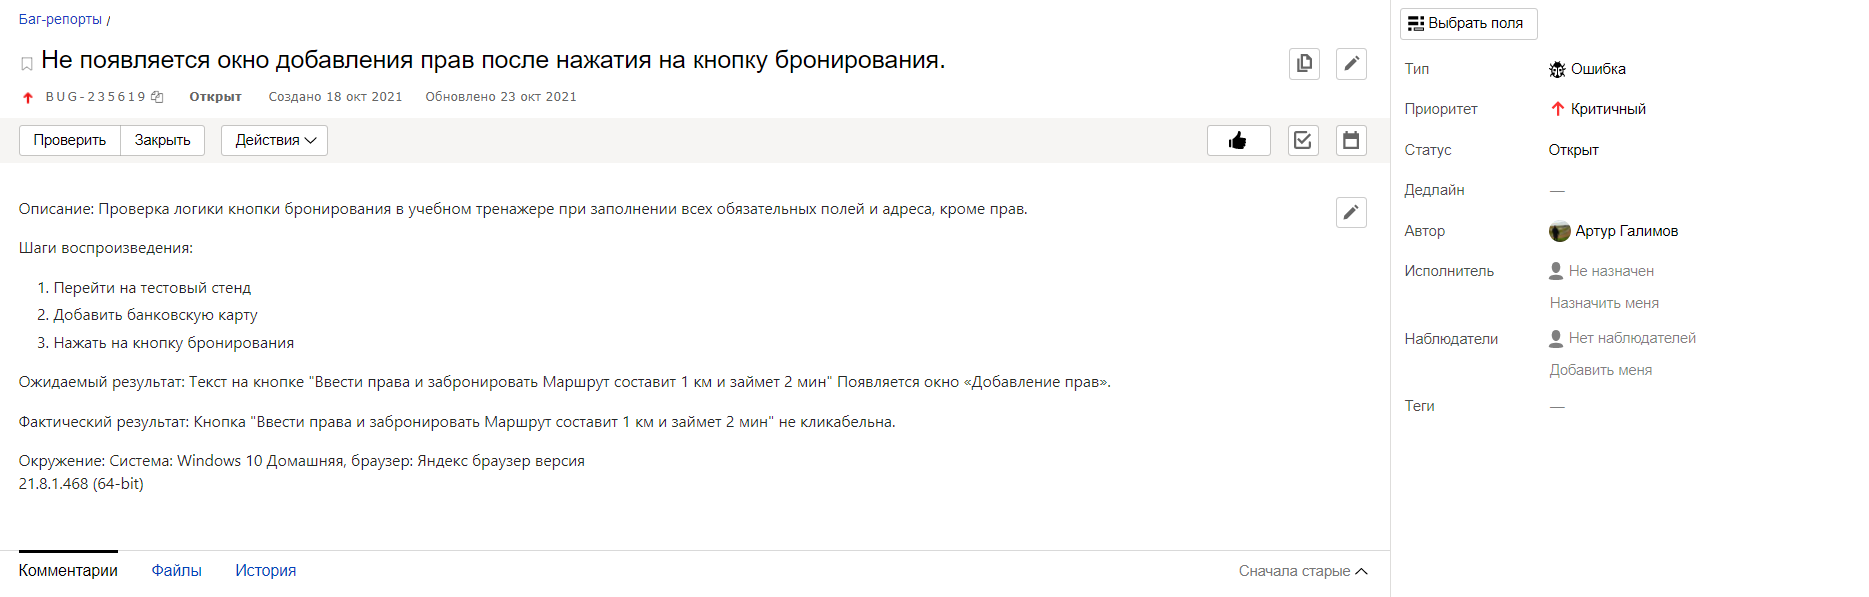 Баг-репорты /
Не появляется окно добавления прав после нажатия на кнопку бронирования.
BUG-235619 Открыт Создано 18 окт 2021 Обновлено 23 окт 2021
Проверить Закрыть Действия
Описание: Проверка логики кнопки бронирования в учебном тренажере при заполнении всех обязательных полей и адреса, кроме прав.
Шаги воспроизведения:
1. Перейти на тестовый стенд
2. Добавить банковскую карту
3. Нажать на кнопку бронирования
Ожидаемый результат: Текст на кнопке "Ввести права и забронировать Маршрут составит 1 км и займет 2 мин" Появляется окно «Добавление прав».
Фактический результат: Кнопка "Ввести права и забронировать Маршрут составит 1 км и займет 2 мин" не кликабельна.
Окружение: Система: Windows 10 Домашняя, браузер: Яндекс браузер версия
21.8.1.468 (64-bit)
Комментарии Файлы История Сначала старые
Выбрать поля
Тип Ошибка
Приоритет Критичный
Статус Открыт
Дедлайн —
Автор Артур Галимов
Исполнитель Не назначен
Назначить меня
Наблюдатели Нет наблюдателей
Добавить меня
Теги —